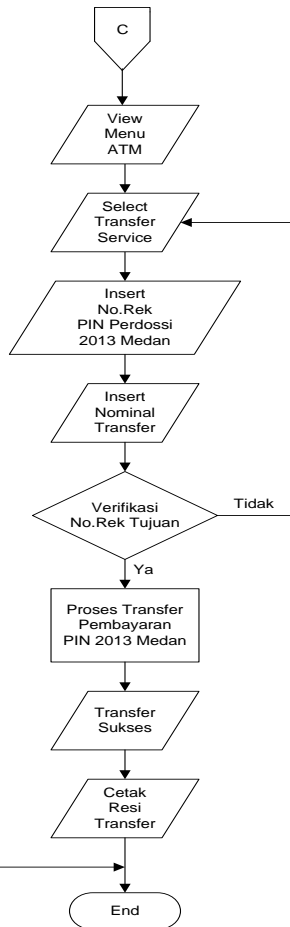 C
View
Menu
ATM
Select
Transfer
Service
Insert
No.Rek
PIN Perdossi
2013 Medan
Insert
Nominal
Transfer
Verifikasi
No.Rek Tujuan
Tidak
Ya
Proses Transfer
Pembayaran
PIN 2013 Medan
Transfer
Sukses
Cetak
Resi
Transfer
End